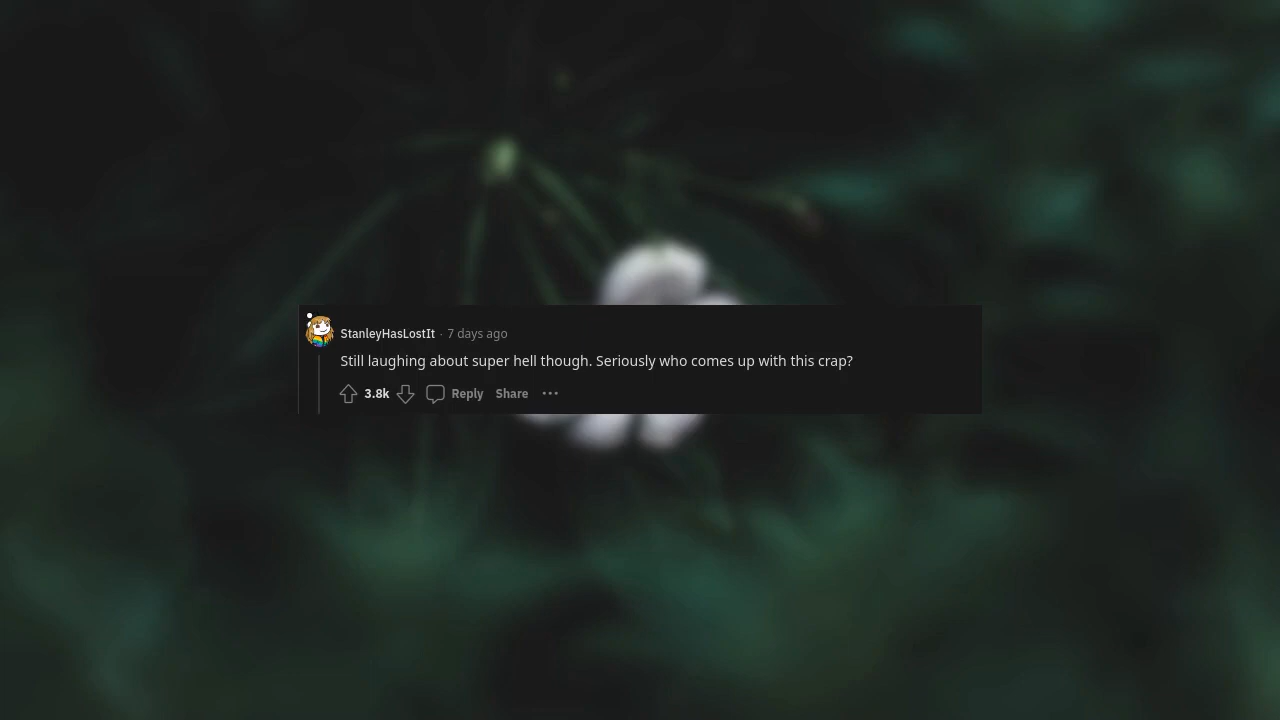 StanleyHasLostIt · 7 days ago
Still laughing about super hell though. Seriously who comes up with this crap?
3.8k Reply Share ···